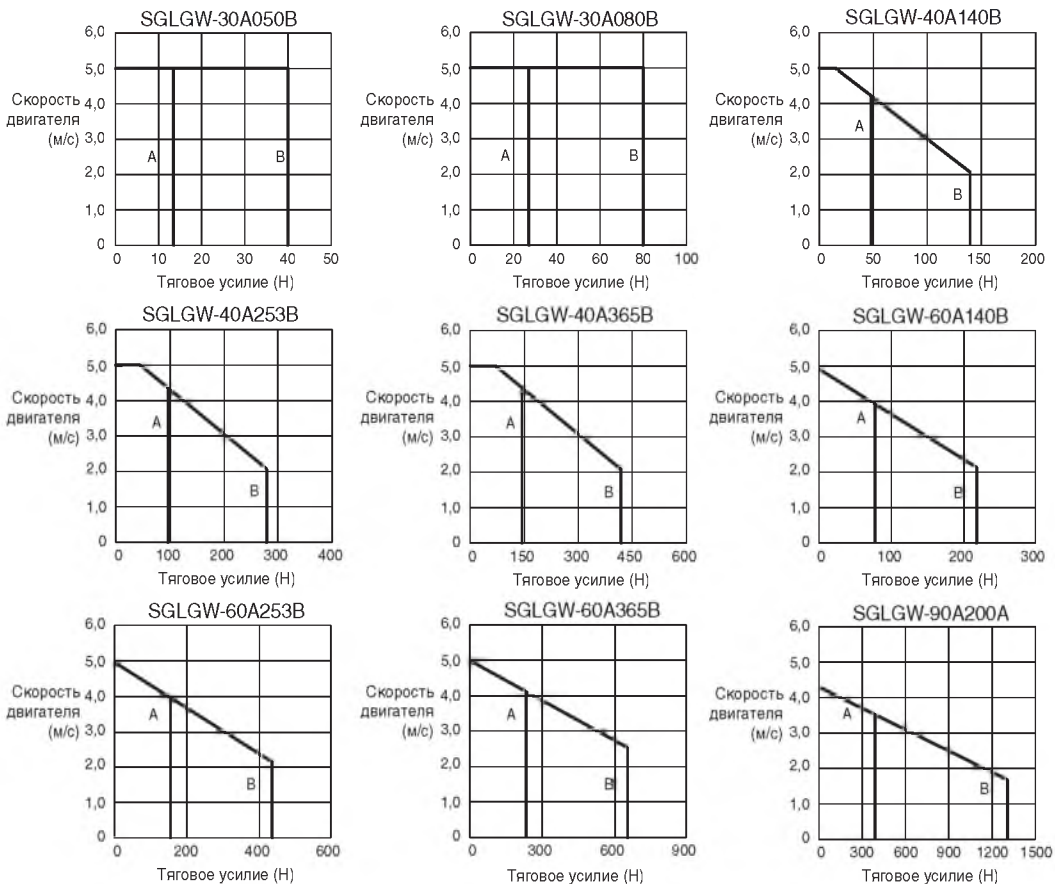 SGLGW-30A050B
6,0
5,0
Скорость
двигателя
(м/с)
4,0
3,0
2,0
1,0
0
A
B
0 10 20 30 40 50
Тяговое усилие (Н)
SGLGW-30A080B
6,0
5,0
Скорость
двигателя
(м/с)
4,0
3,0
2,0
1,0
0
A
B
0 20 40 60 80 100
Тяговое усилие (Н)
SGLGW-40A140B
6,0
5,0
Скорость
двигателя
(м/с)
4,0
3,0
2,0
1,0
0
A
B
0 50 100 150 200
Тяговое усилие (Н)
SGLGW-40A253B
6,0
5,0
Скорость
двигателя
(м/с)
4,0
3,0
2,0
1,0
0
A
B
0 100 200 300 400
Тяговое усилие (Н)
SGLGW-40A365B
6,0
5,0
Скорость
двигателя
(м/с)
4,0
3,0
2,0
1,0
0
A
B
0 150 300 450 600
Тяговое усилие (Н)
SGLGW-60A140B
6,0
5,0
Скорость
двигателя
(м/с)
4,0
3,0
2,0
1,0
0
A
B
0 100 200 300
Тяговое усилие (Н)
SGLGW-60A253B
6,0
5,0
Скорость
двигателя
(м/с)
4,0
3,0
2,0
1,0
0
A
B
0 200 400 600
Тяговое усилие (Н)
SGLGW-60A365B
6,0
5,0
Скорость
двигателя
(м/с)
4,0
3,0
2,0
1,0
0
A
B
0 300 600 900
Тяговое усилие (Н)
SGLGW-90A200A
6,0
5,0
Скорость
двигателя
(м/с)
4,0
3,0
2,0
1,0
0
A
B
0 300 600 900 1200 1500
Тяговое усилие (Н)